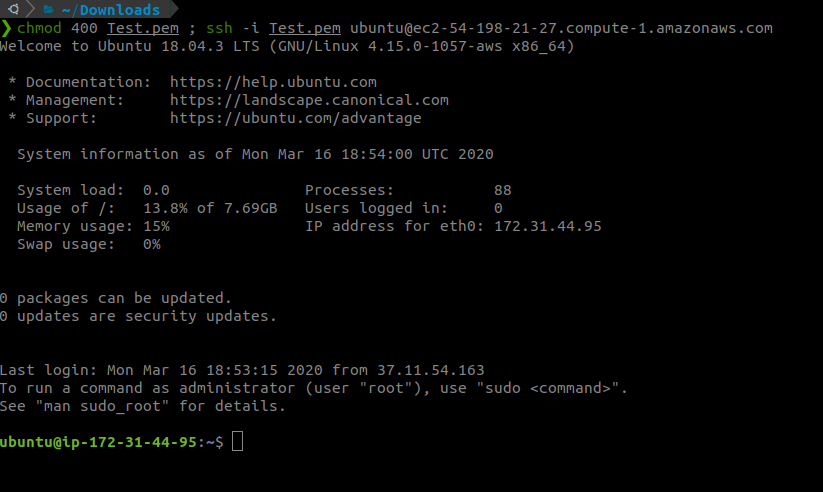 ~/Downloads
❯ chmod 400 Test.pem ; ssh -i Test.pem ubuntu@ec2-54-198-21-27.compute-1.amazonaws.com
Welcome to Ubuntu 18.04.3 LTS (GNU/Linux 4.15.0-1057-aws x86_64)
* Documentation:  https://help.ubuntu.com
* Management:     https://landscape.canonical.com
* Support:        https://ubuntu.com/advantage
System information as of Mon Mar 16 18:54:00 UTC 2020
System load:  0.0               Processes:           88
Usage of /:   13.8% of 7.69GB   Users logged in:     0
Memory usage: 15%               IP address for eth0: 172.31.44.95
Swap usage:   0%
0 packages can be updated.
0 updates are security updates.
Last login: Mon Mar 16 18:53:15 2020 from 37.11.54.163
To run a command as administrator (user "root"), use "sudo <command>".
See "man sudo_root" for details.
ubuntu@ip-172-31-44-95:~$